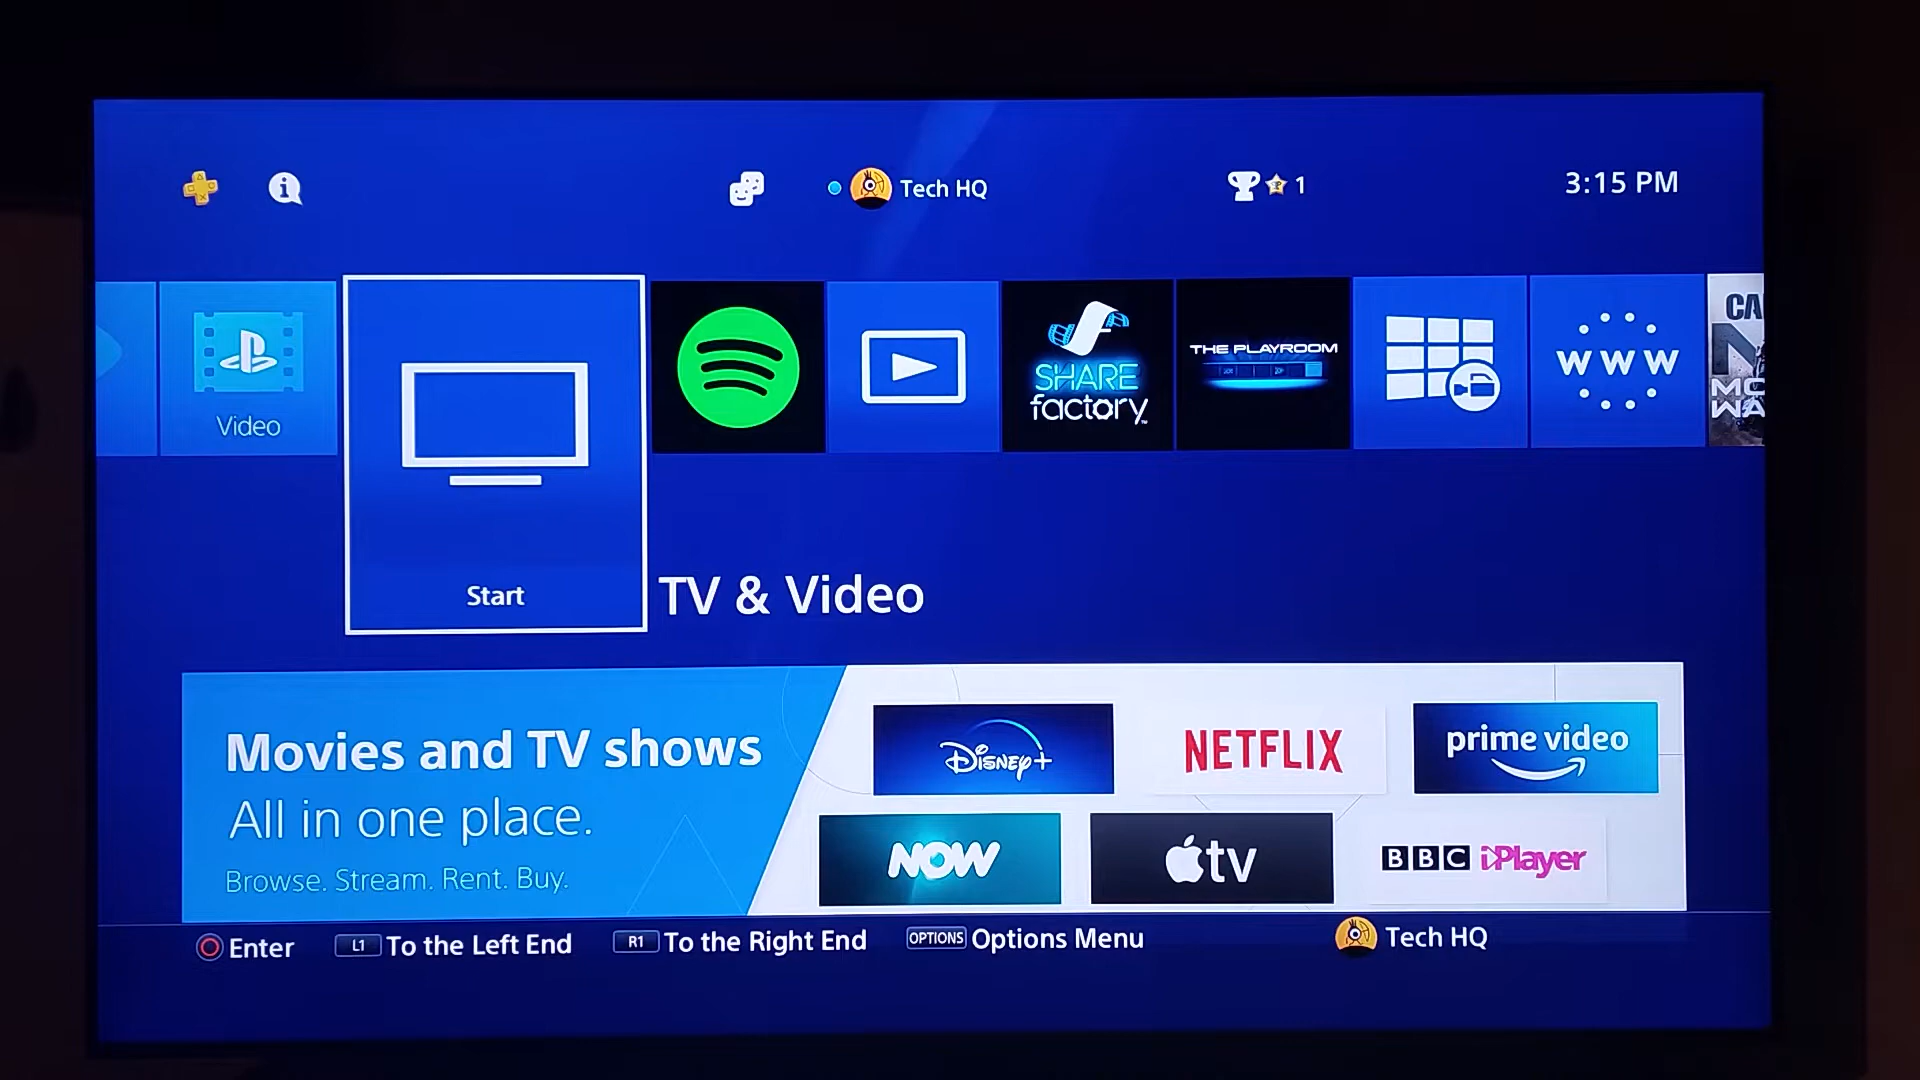 Tech HQ
1
3:15 PM
Video
SHARE
factory
THE PLAYROOM
WWW
Start
TV & Video
Movies and TV shows
All in one place.
Browse. Stream. Rent. Buy.
Disney+
NETFLIX
prime video
NOW
tv
BBC iPlayer
Enter
L1 To the Left End
R1 To the Right End
OPTIONS Options Menu
Tech HQ